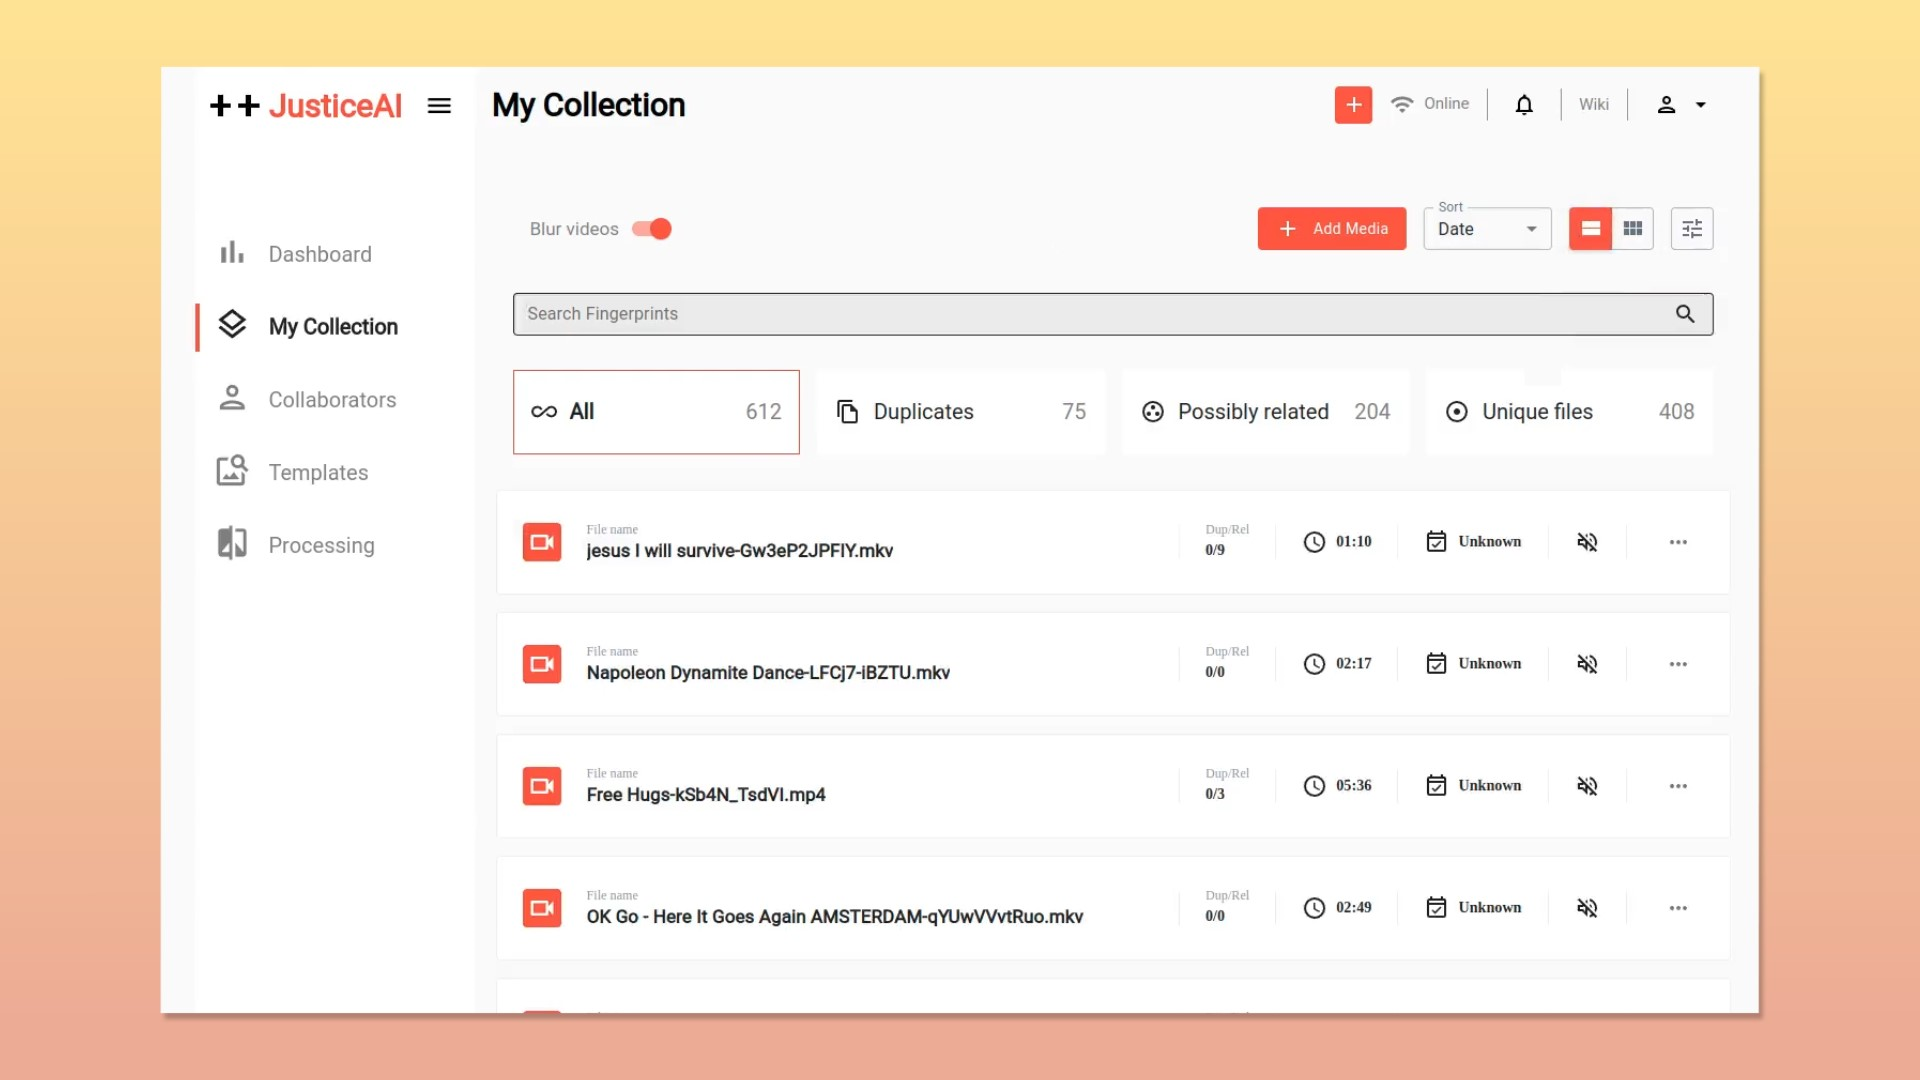 ++ JusticeAI
My Collection
Online
Wiki
Blur videos
Add Media
Sort
Date
Dashboard
My Collection
Collaborators
Templates
Processing
Search Fingerprints
All 612
Duplicates 75
Possibly related 204
Unique files 408
File name
jesus I will survive-Gw3eP2JPFIY.mkv
Dup/Rel
0/9
01:10
Unknown
File name
Napoleon Dynamite Dance-LFCj7-iBZTU.mkv
Dup/Rel
0/0
02:17
Unknown
File name
Free Hugs-kSb4N_TsdVI.mp4
Dup/Rel
0/3
05:36
Unknown
File name
OK Go - Here It Goes Again AMSTERDAM-qYUwVVvtRuo.mkv
Dup/Rel
0/0
02:49
Unknown